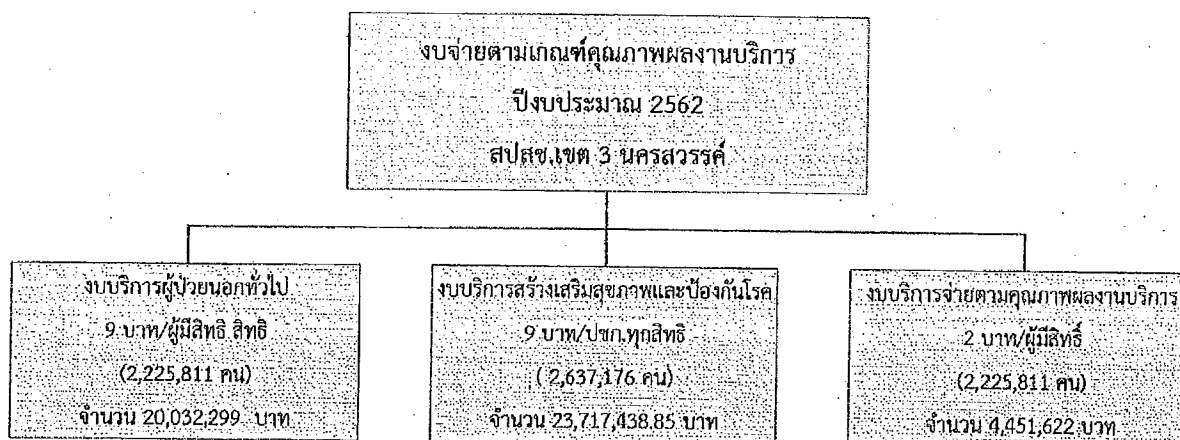 งบจ่ายตามเกณฑ์คุณภาพผลงานบริการ
ปีงบประมาณ 2562
สปสช.เขต 3 นครสวรรค์
งบบริการผู้ป่วยนอกทั่วไป
9 บาท/ผู้มีสิทธิ สิทธิ
(2,225,811 คน)
จำนวน 20,032,299 บาท
งบบริการสร้างเสริมสุขภาพและป้องกันโรค
9 บาท/ปชก.ทุกสิทธิ
( 2,637,176 คน)
จำนวน 23,717,438.85 บาท
งบบริการจ่ายตามคุณภาพผลงานบริการ
2 บาท/ผู้มีสิทธิ์
(2,225,811 คน)
จำนวน 4,451,622 บาท